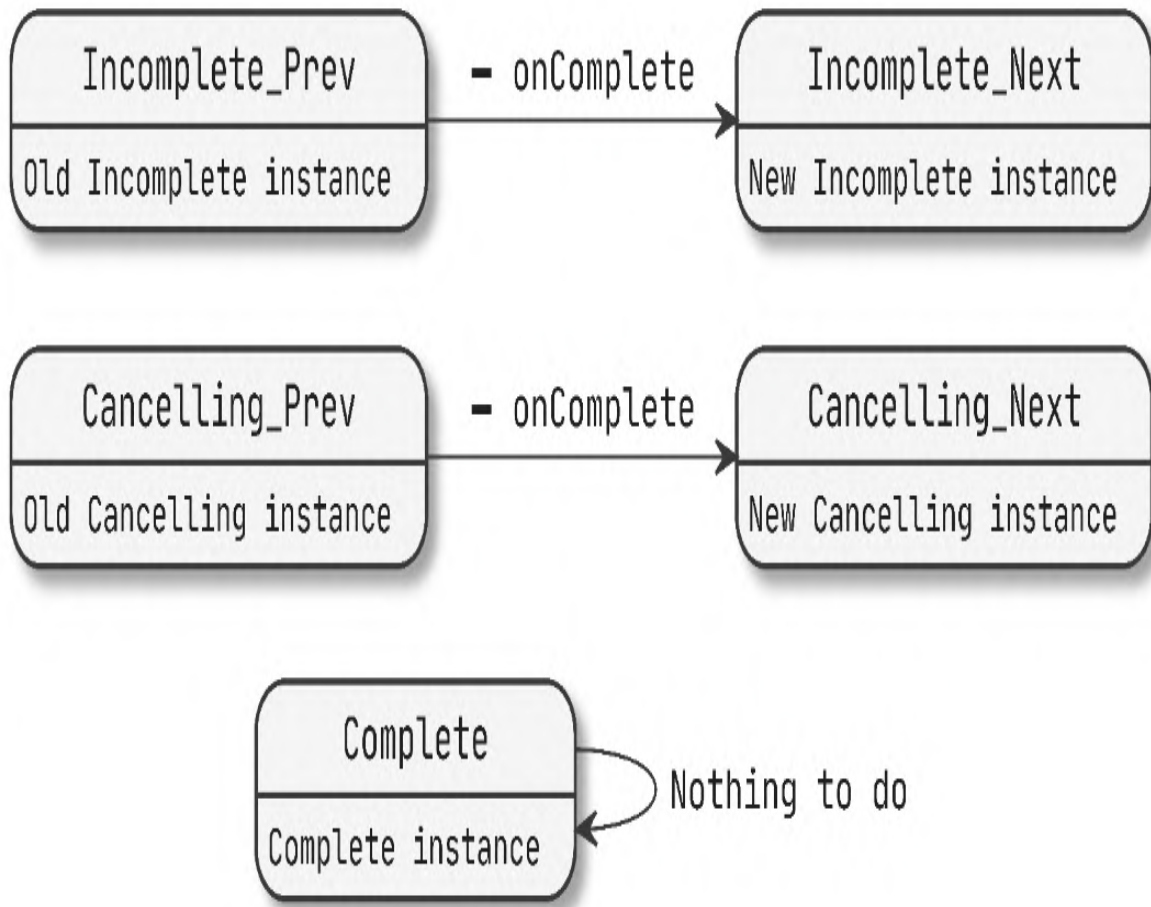 Incomplete_Prev
- onComplete
Incomplete_Next
Old Incomplete instance
New Incomplete instance
Cancelling_Prev
- onComplete
Cancelling_Next
Old Cancelling instance
New Cancelling instance
Complete
Nothing to do
Complete instance